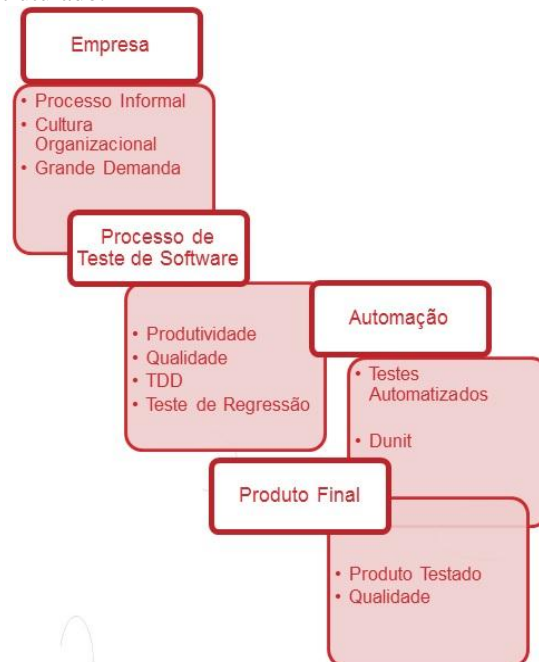 Empresa
• Processo Informal
• Cultura
Organizacional
• Grande Demanda
Processo de
Teste de Software
• Produtividade
• Qualidade
• TDD
• Teste de Regressão
Automação
• Testes
Automatizados
• Dunit
Produto Final
• Produto Testado
• Qualidade